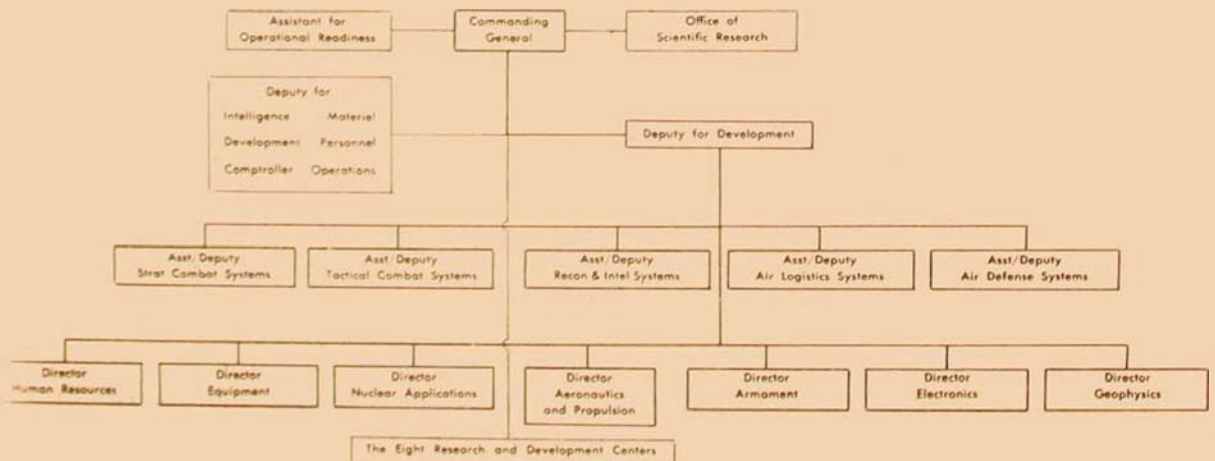 Assistant for
Operational Readiness
Commanding
General
Office of
Scientific Research
Deputy for
Intelligence Materiel
Development Personnel
Comptroller Operations
Deputy for Development
Asst/Deputy
Strat Combat Systems
Asst/Deputy
Tactical Combat Systems
Asst/Deputy
Recon & Intel Systems
Asst/Deputy
Air Logistics Systems
Asst/Deputy
Air Defense Systems
Director
Human Resources
Director
Equipment
Director
Nuclear Applications
Director
Aeronautics
and Propulsion
Director
Armament
Director
Electronics
Director
Geophysics
The Eight Research and Development Centers